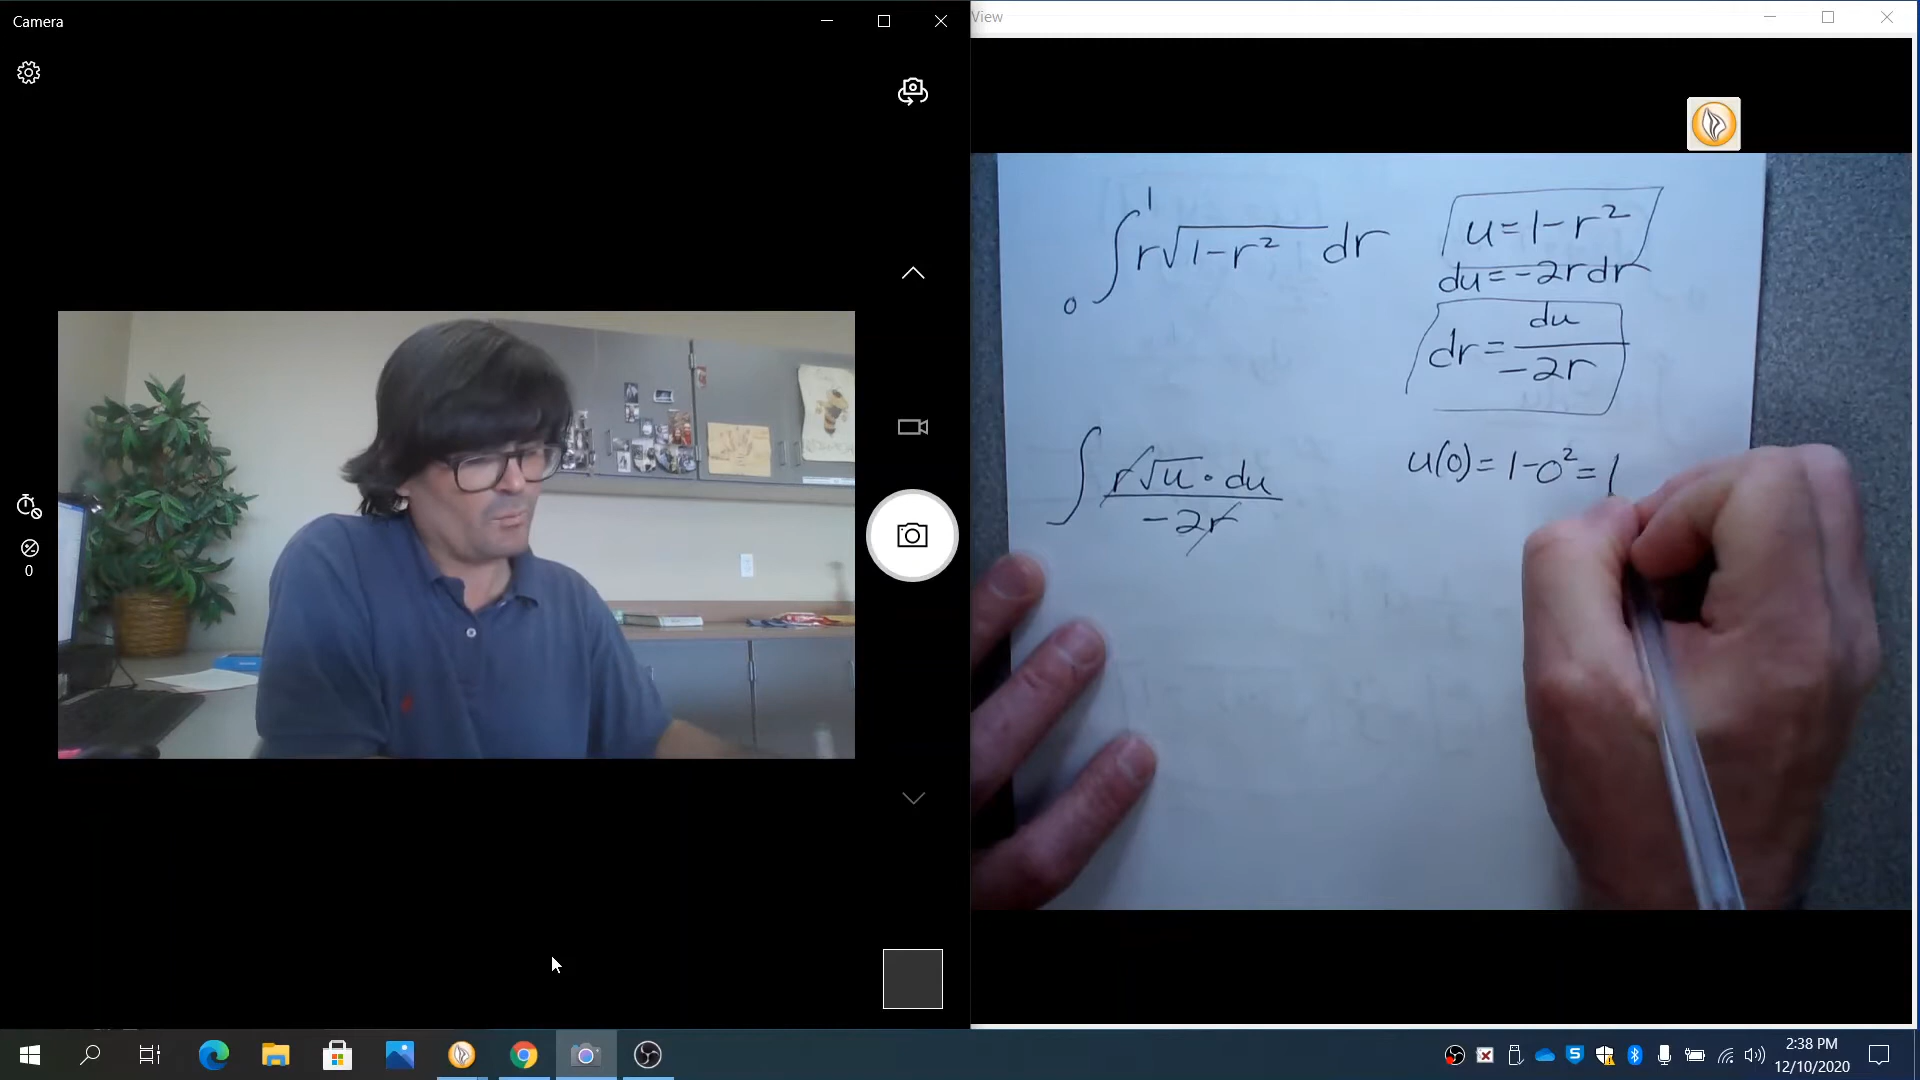 Camera
View
0
∫₀¹ r√(1-r²) dr
u=1-r²
du=-2rdr
dr=du/-2r
∫ r√u · du/-2r
u(0)=1-0²=1
2:38 PM
12/10/2020